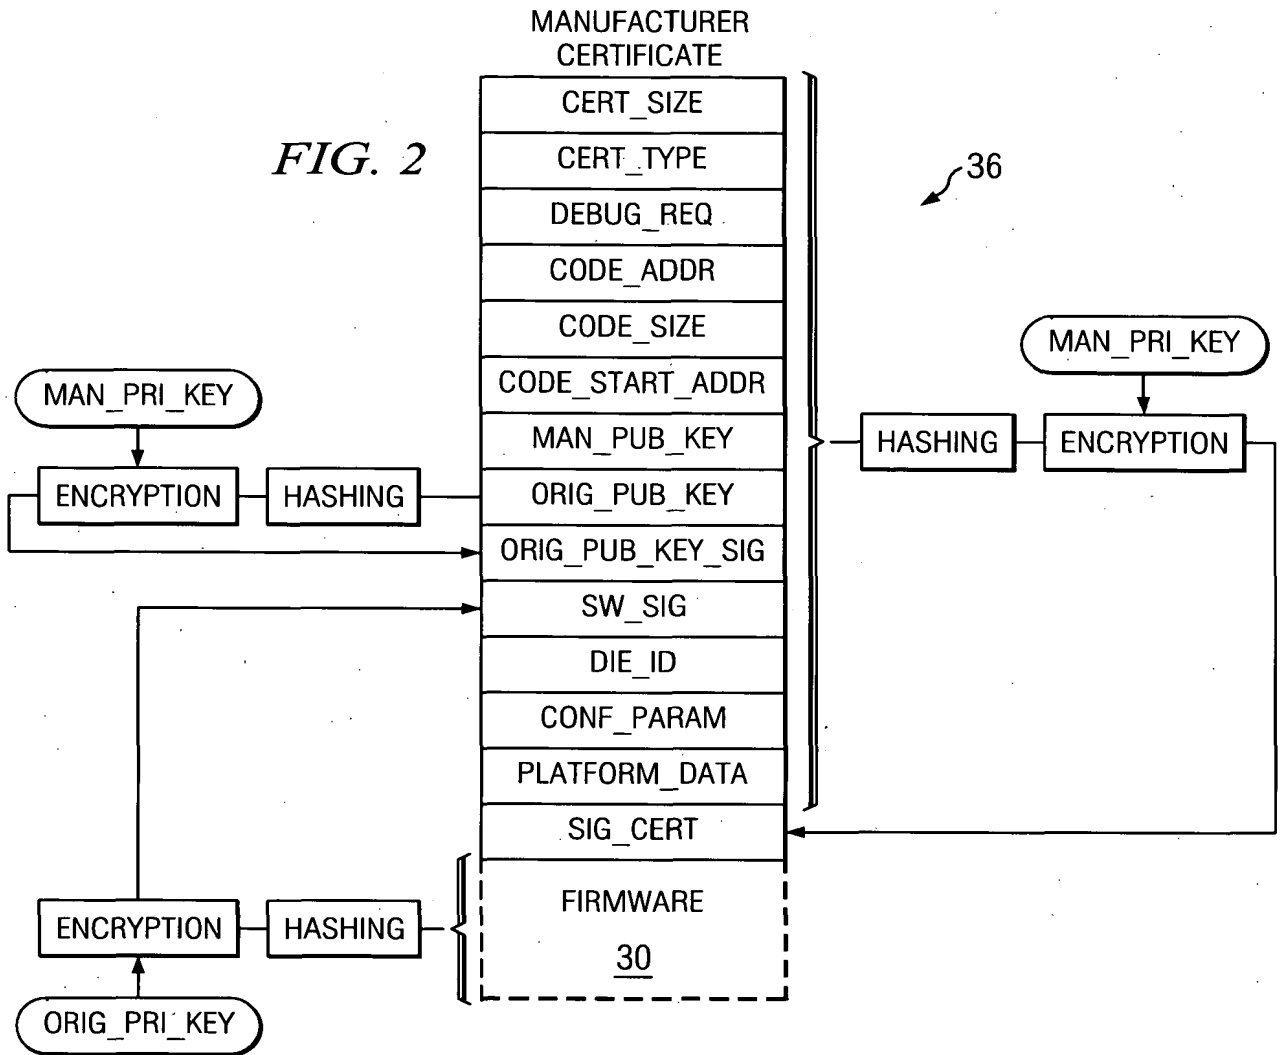 MANUFACTURER
CERTIFICATE
FIG. 2
36
CERT_SIZE
CERT_TYPE
DEBUG_REQ
CODE_ADDR
CODE_SIZE
CODE_START_ADDR
MAN_PUB_KEY
ORIG_PUB_KEY
ORIG_PUB_KEY_SIG
SW_SIG
DIE_ID
CONF_PARAM
PLATFORM_DATA
SIG_CERT
FIRMWARE
30
MAN_PRI_KEY
ENCRYPTION
HASHING
MAN_PRI_KEY
HASHING
ENCRYPTION
ENCRYPTION
HASHING
ORIG_PRI_KEY